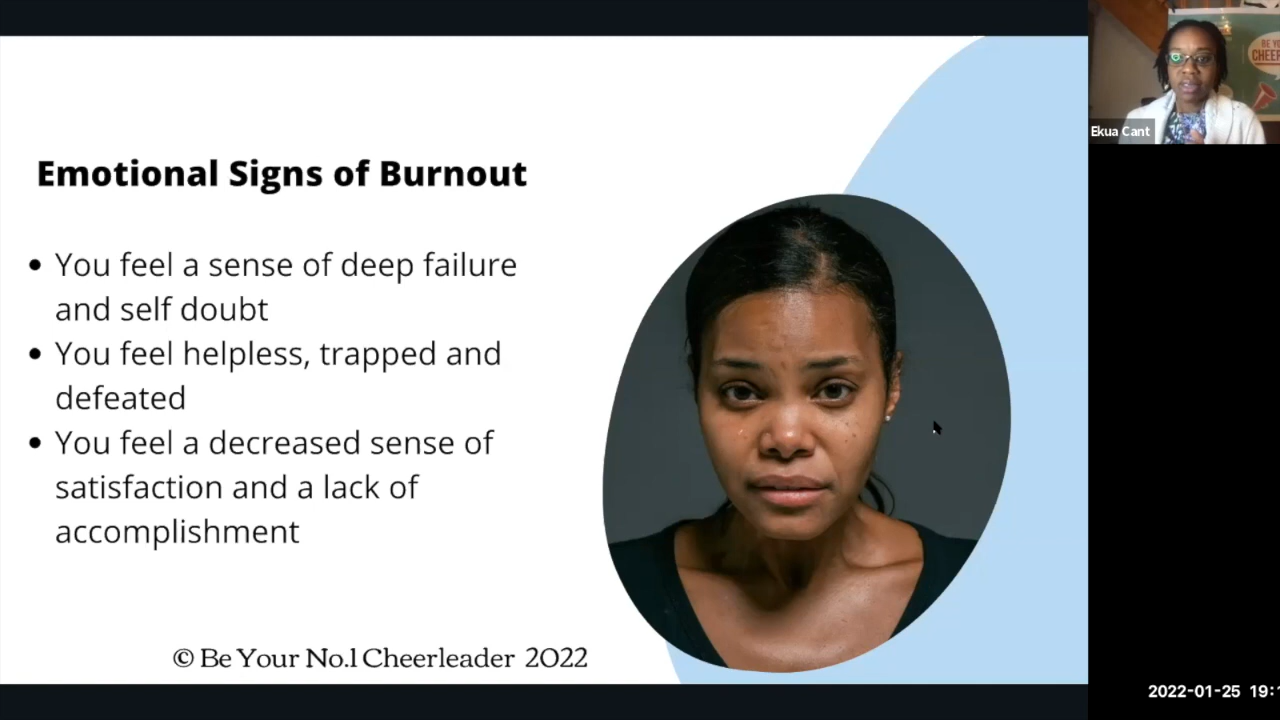 Emotional Signs of Burnout
• You feel a sense of deep failure
and self doubt
• You feel helpless, trapped and
defeated
• You feel a decreased sense of
satisfaction and a lack of
accomplishment
© Be Your No.1 Cheerleader 2022
Ekua Cant
2022-01-25